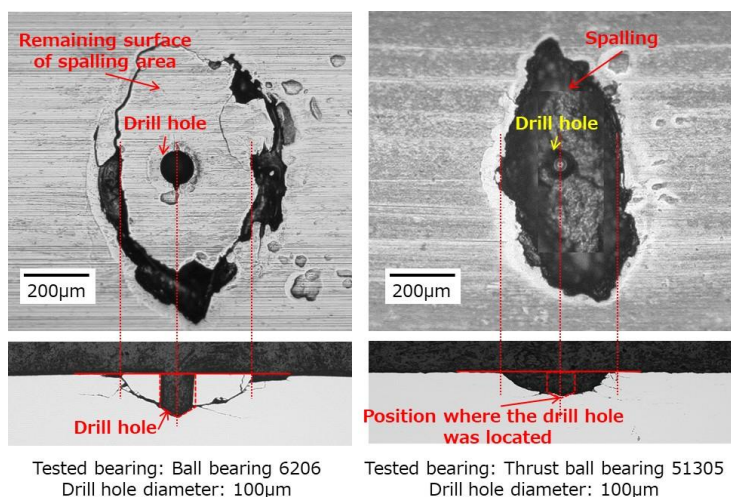 Remaining surface
of spalling area
Drill hole
200μm
Drill hole
Tested bearing: Ball bearing 6206
Drill hole diameter: 100μm
Spalling
Drill hole
200μm
Position where the drill hole
was located
Tested bearing: Thrust ball bearing 51305
Drill hole diameter: 100μm